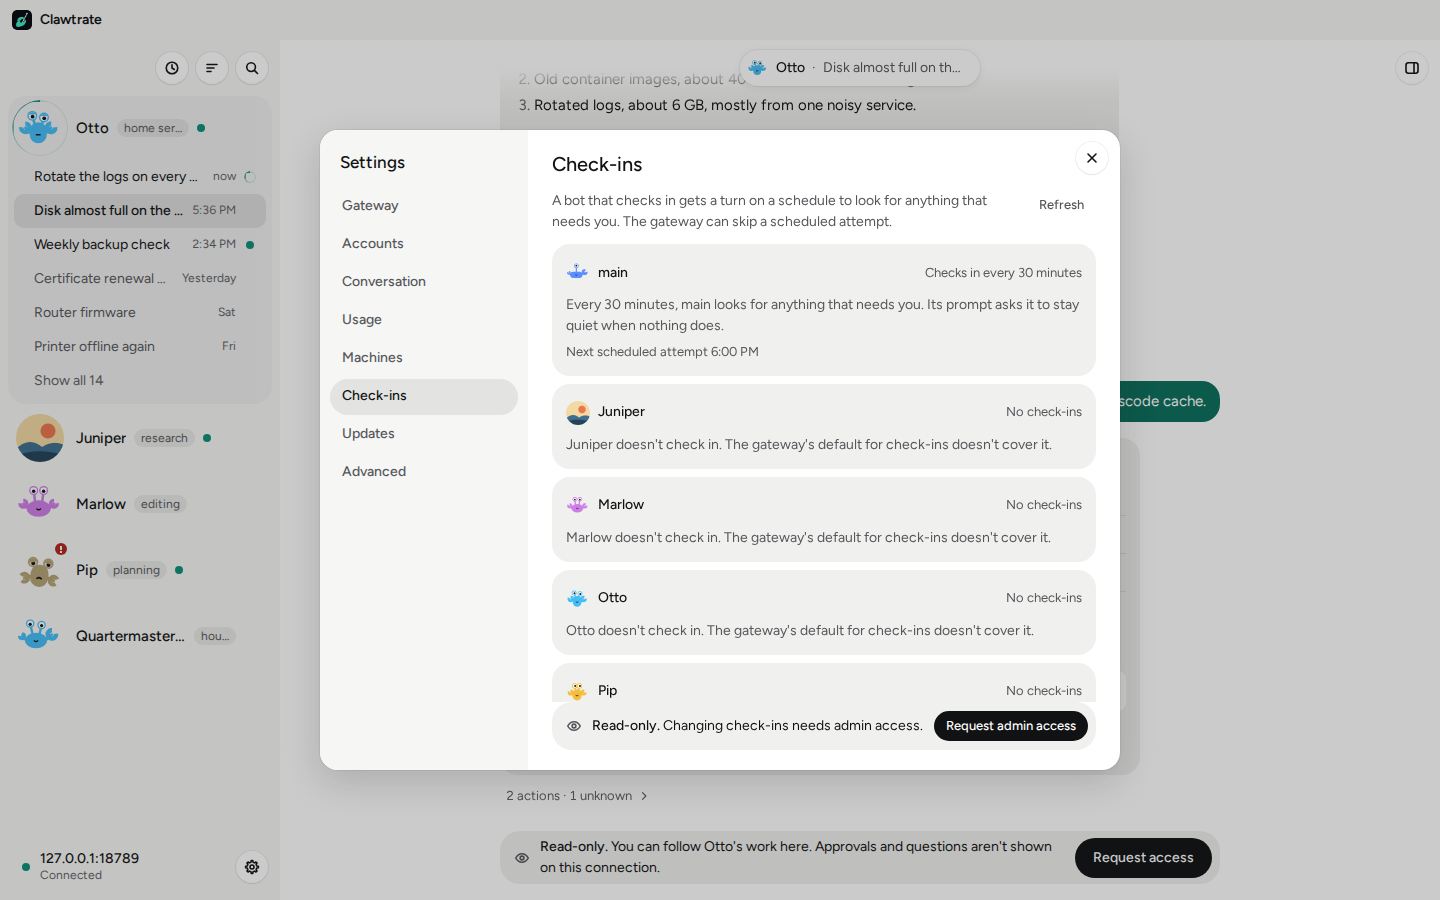 Clawtrate
Otto
home ser...
Rotate the logs on every ...
now
Disk almost full on the ...
5:36 PM
Weekly backup check
2:34 PM
Certificate renewal ...
Yesterday
Router firmware
Sat
Printer offline again
Fri
Show all 14
Juniper
research
Marlow
editing
Pip
planning
Quartermaster...
hou...
127.0.0.1:18789
Connected
Otto · Disk almost full on th...
2. Old container images, about 40
3. Rotated logs, about 6 GB, mostly from one noisy service.
Settings
Gateway
Accounts
Conversation
Usage
Machines
Check-ins
Updates
Advanced
Check-ins
A bot that checks in gets a turn on a schedule to look for anything that
needs you. The gateway can skip a scheduled attempt.
Refresh
main
Checks in every 30 minutes
Every 30 minutes, main looks for anything that needs you. Its prompt asks it to stay
quiet when nothing does.
Next scheduled attempt 6:00 PM
Juniper
No check-ins
Juniper doesn't check in. The gateway's default for check-ins doesn't cover it.
Marlow
No check-ins
Marlow doesn't check in. The gateway's default for check-ins doesn't cover it.
Otto
No check-ins
Otto doesn't check in. The gateway's default for check-ins doesn't cover it.
Pip
No check-ins
Read-only. Changing check-ins needs admin access.
Request admin access
scode cache.
2 actions · 1 unknown
Read-only. You can follow Otto's work here. Approvals and questions aren't shown
on this connection.
Request access